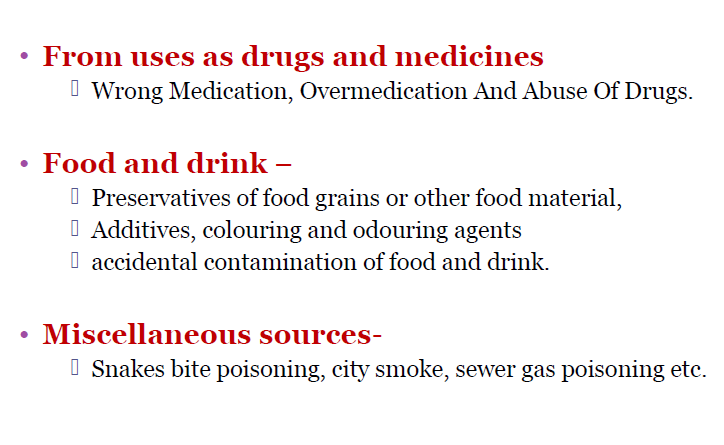 • From uses as drugs and medicines
▯ Wrong Medication, Overmedication And Abuse Of Drugs.
• Food and drink –
▯ Preservatives of food grains or other food material,
▯ Additives, colouring and odouring agents
▯ accidental contamination of food and drink.
• Miscellaneous sources-
▯ Snakes bite poisoning, city smoke, sewer gas poisoning etc.